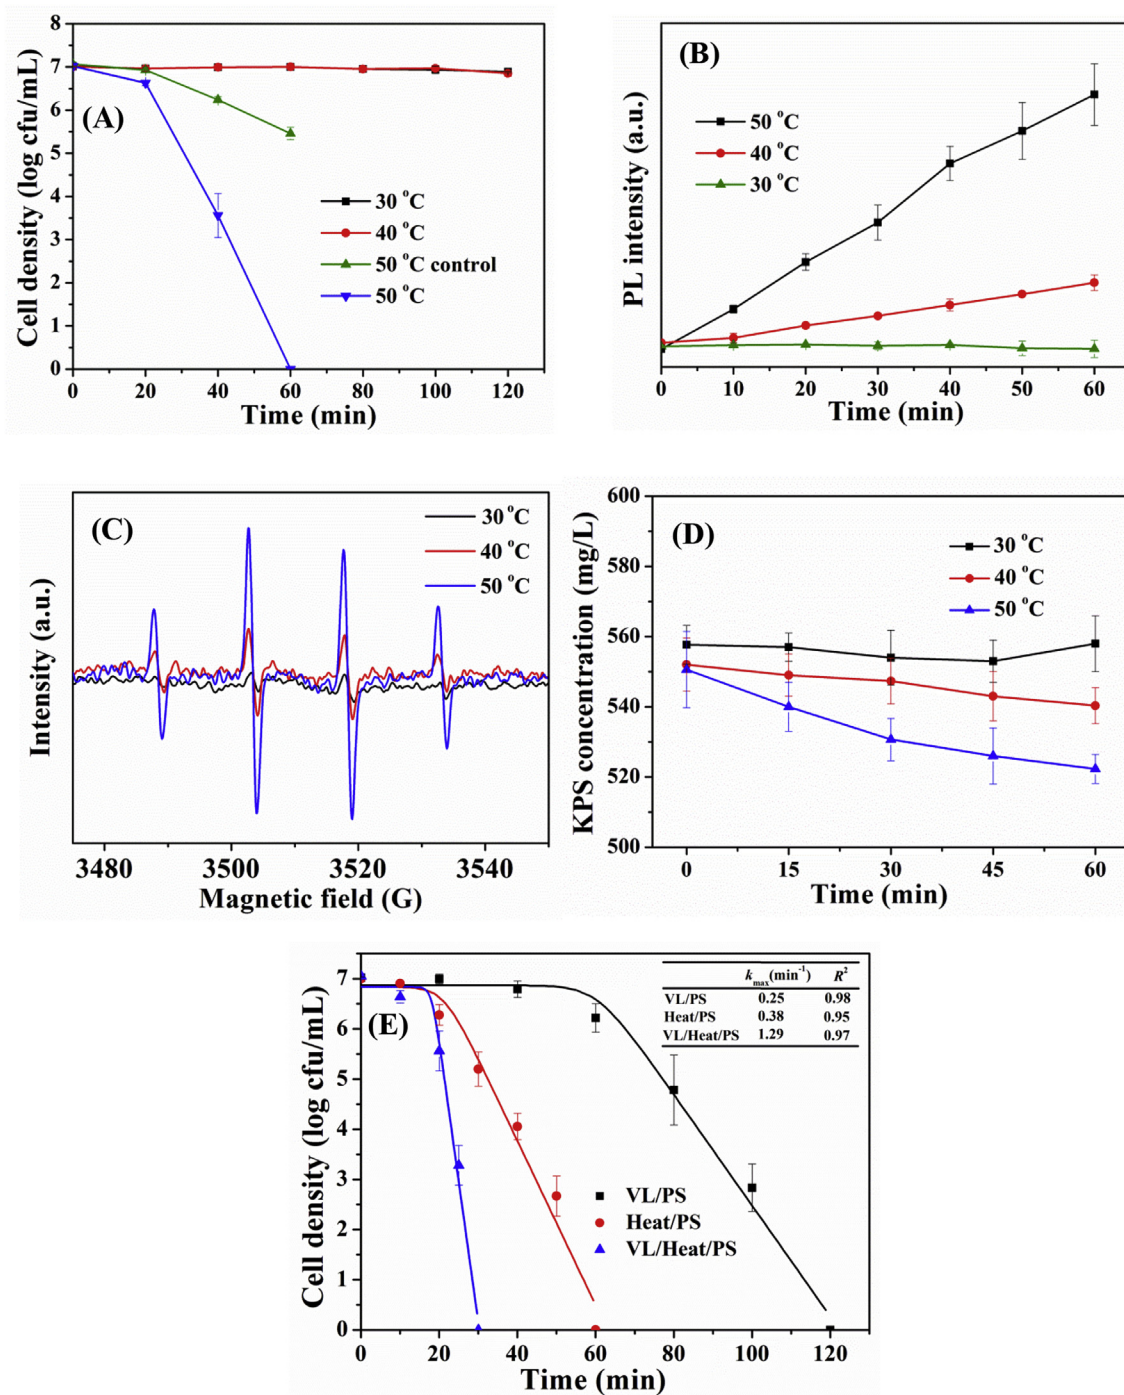 (A)
Cell density (log cfu/mL)
8
7
6
5
4
3
2
1
0
30 °C
40 °C
50 °C control
50 °C
0 20 40 60 80 100 120
Time (min)
(B)
PL intensity (a.u.)
50 °C
40 °C
30 °C
0 10 20 30 40 50 60
Time (min)
(C)
Intensity (a.u.)
30 °C
40 °C
50 °C
3480 3500 3520 3540
Magnetic field (G)
(D)
KPS concentration (mg/L)
600
580
560
540
520
500
30 °C
40 °C
50 °C
0 15 30 45 60
Time (min)
(E)
Cell density (log cfu/mL)
7
6
5
4
3
2
1
0
kmax(min-1) R2
VL/PS 0.25 0.98
Heat/PS 0.38 0.95
VL/Heat/PS 1.29 0.97
VL/PS
Heat/PS
VL/Heat/PS
0 20 40 60 80 100 120
Time (min)